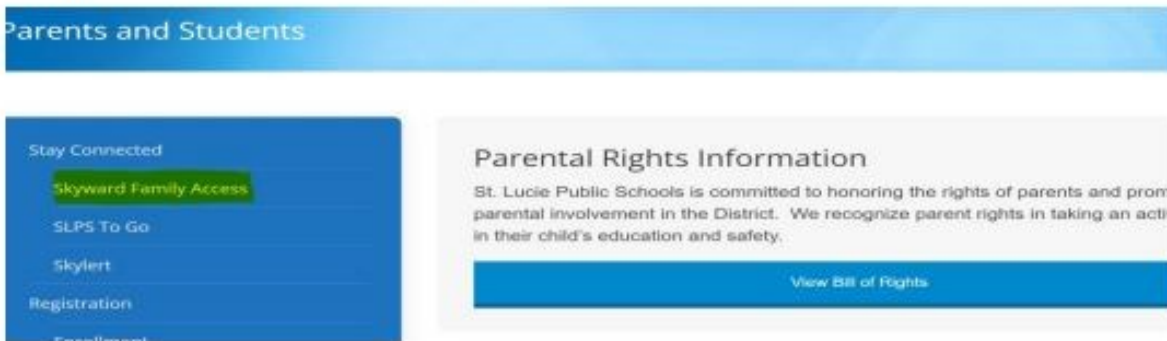 Parents and Students
Stay Connected
Skyward Family Access
SLPS To Go
Skylert
Registration
Enrollment
Parental Rights Information
St. Lucie Public Schools is committed to honoring the rights of parents and prom
parental involvement in the District. We recognize parent rights in taking an acti
in their child's education and safety.
View Bill of Rights